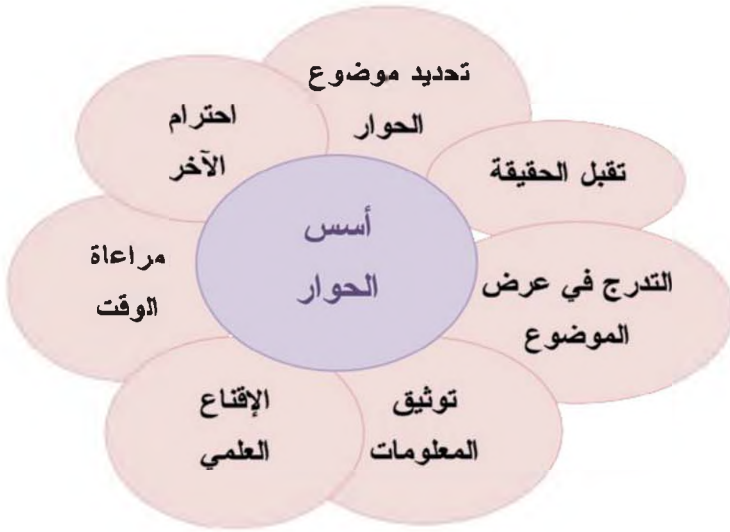 أسس
الحوار
تحديد موضوع
الحوار
تقبل الحقيقة
التدرج في عرض
الموضوع
توثيق
المعلومات
الإقناع
العلمي
مراعاة
الوقت
احترام
الآخر